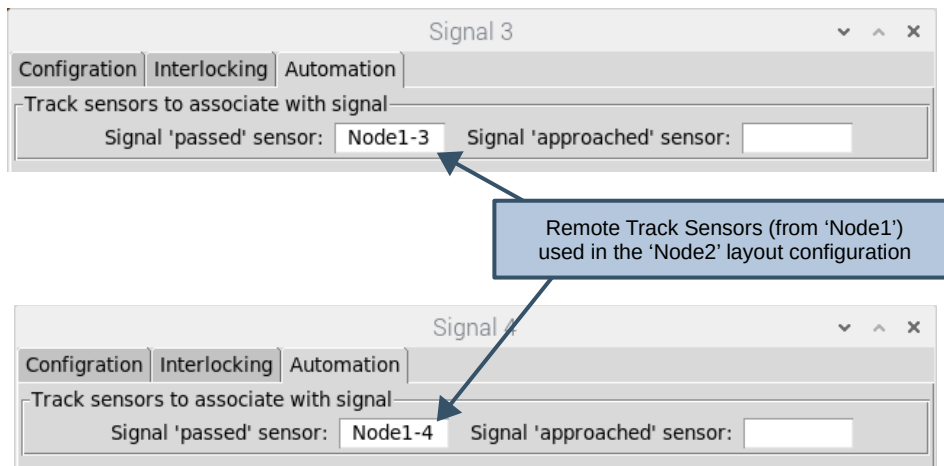 Signal 3
Configration Interlocking Automation
Track sensors to associate with signal
Signal 'passed' sensor: Node1-3 Signal 'approached' sensor:
Remote Track Sensors (from ‘Node1’)
used in the ‘Node2’ layout configuration
Signal 4
Configration Interlocking Automation
Track sensors to associate with signal
Signal 'passed' sensor: Node1-4 Signal 'approached' sensor: